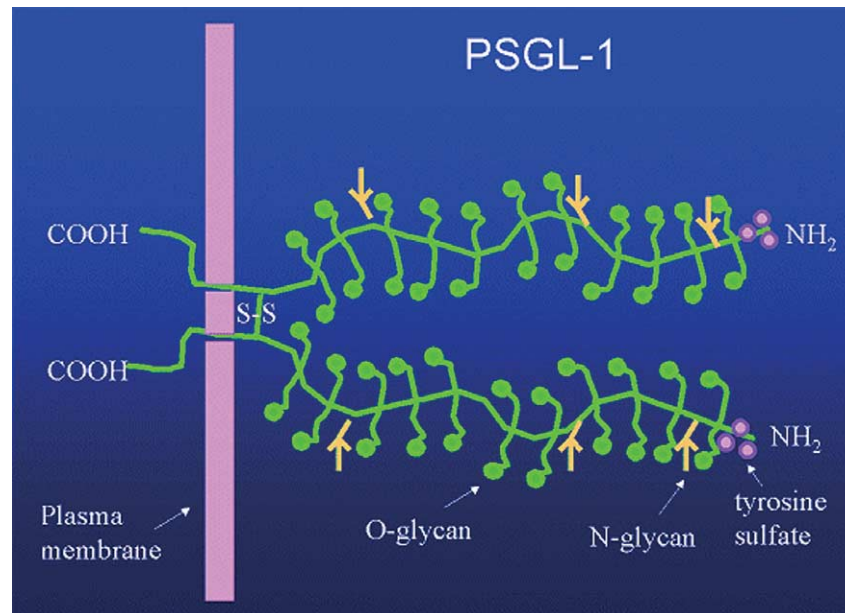 PSGL-1
COOH
NH₂
S-S
COOH
NH₂
Plasma
membrane
O-glycan
N-glycan
tyrosine
sulfate